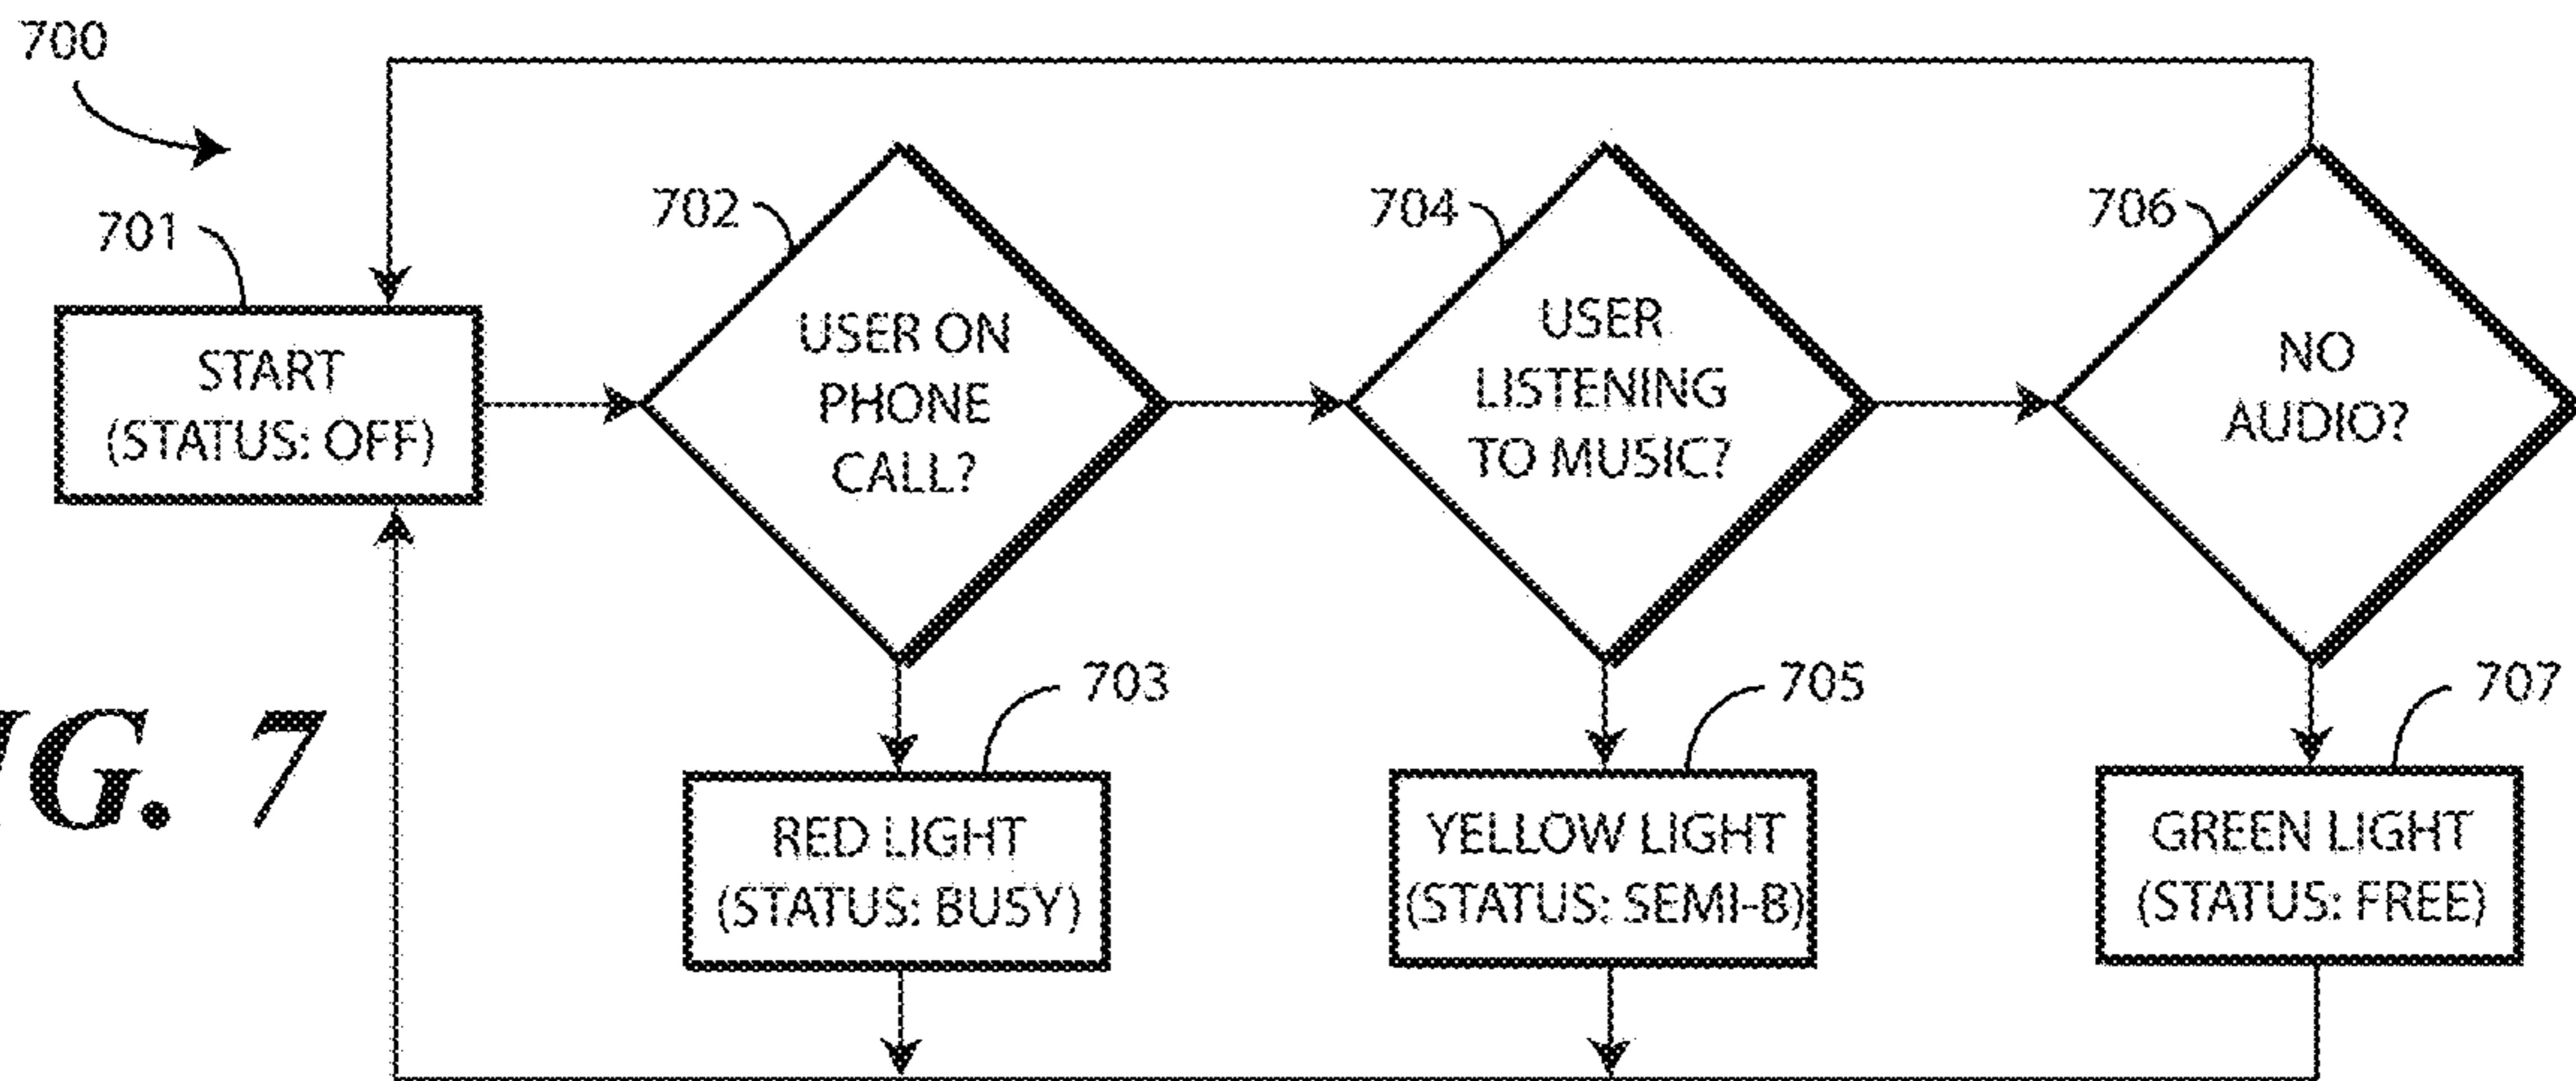 700
701
START
(STATUS: OFF)
702
USER ON
PHONE
CALL?
704
USER
LISTENING
TO MUSIC?
706
NO
AUDIO?
703
RED LIGHT
(STATUS: BUSY)
705
YELLOW LIGHT
(STATUS: SEMI-B)
707
GREEN LIGHT
(STATUS: FREE)
IG. 7